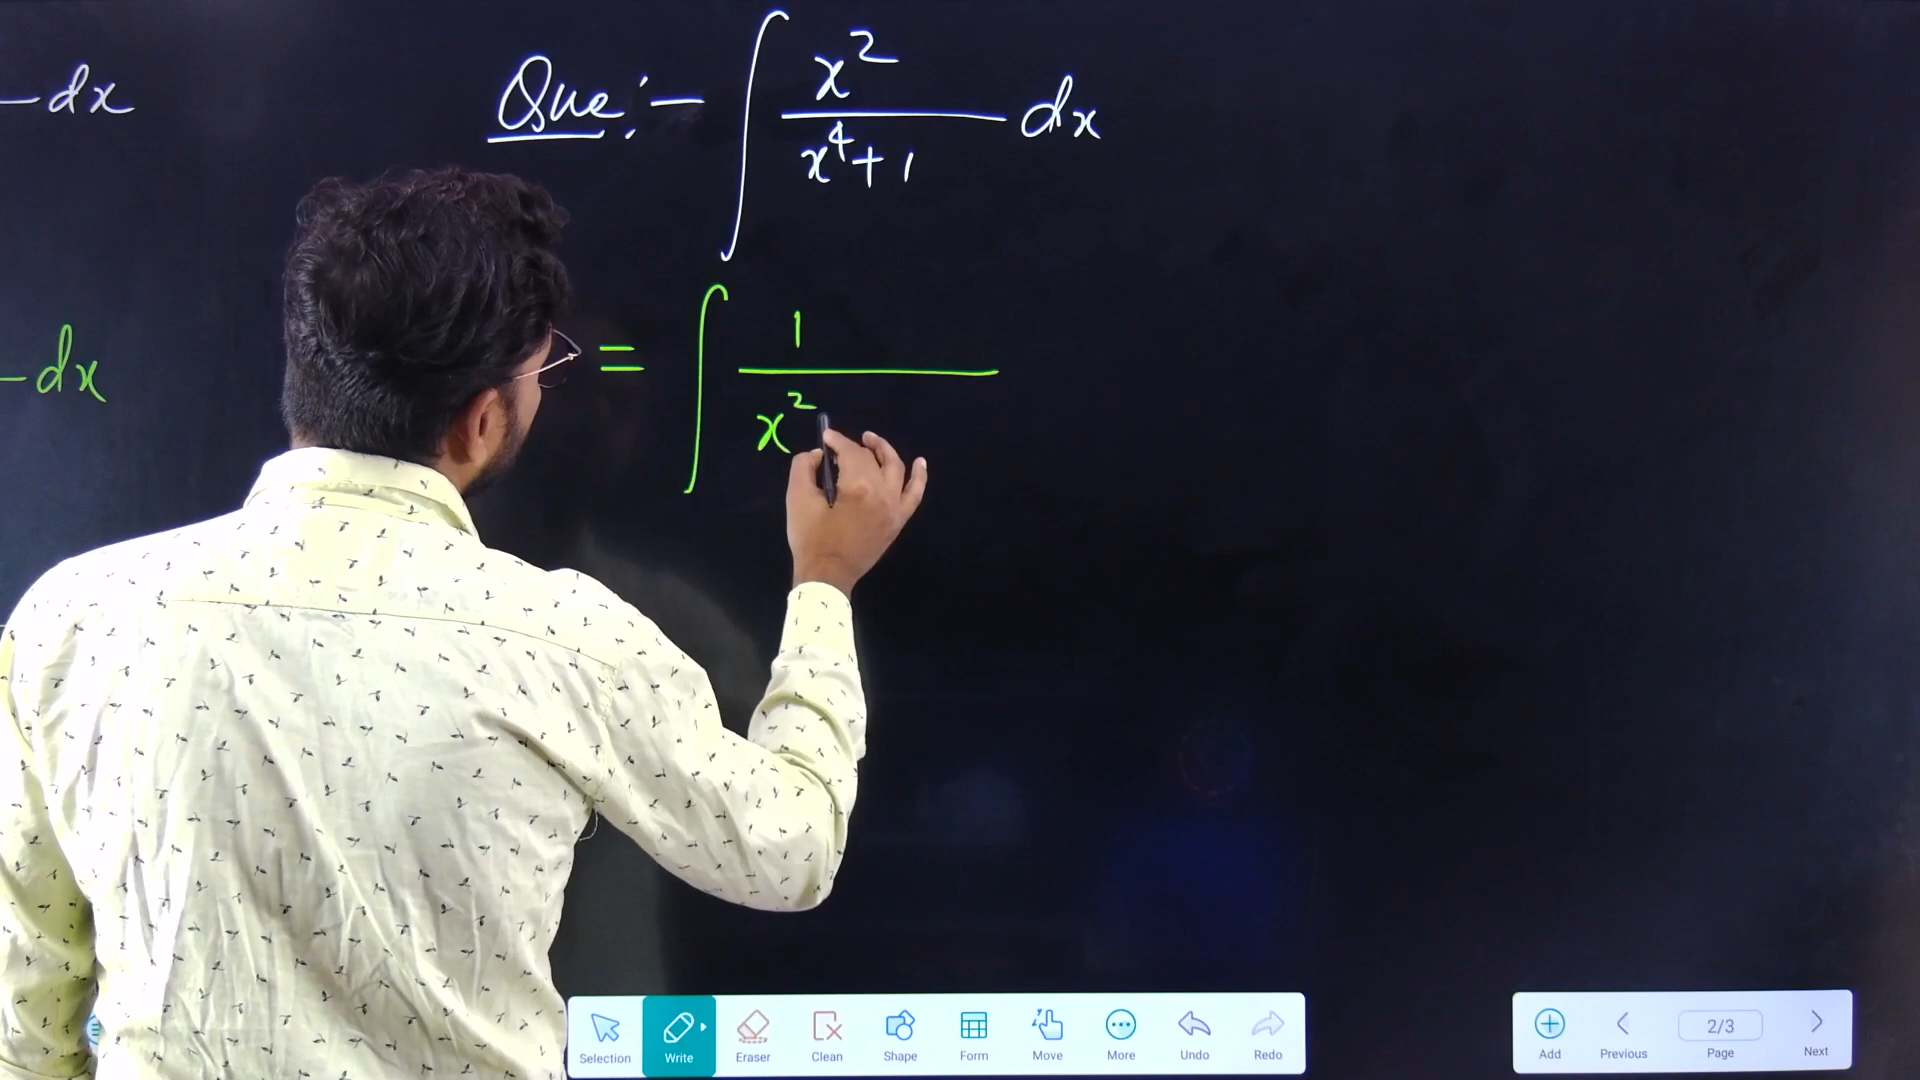 —dx
Que:- ∫ x²/(x⁴+1) dx
—dx
= ∫ 1/x²
Selection Write Eraser Clean Shape Form Move More Undo Redo
Add Previous 2/3 Page Next